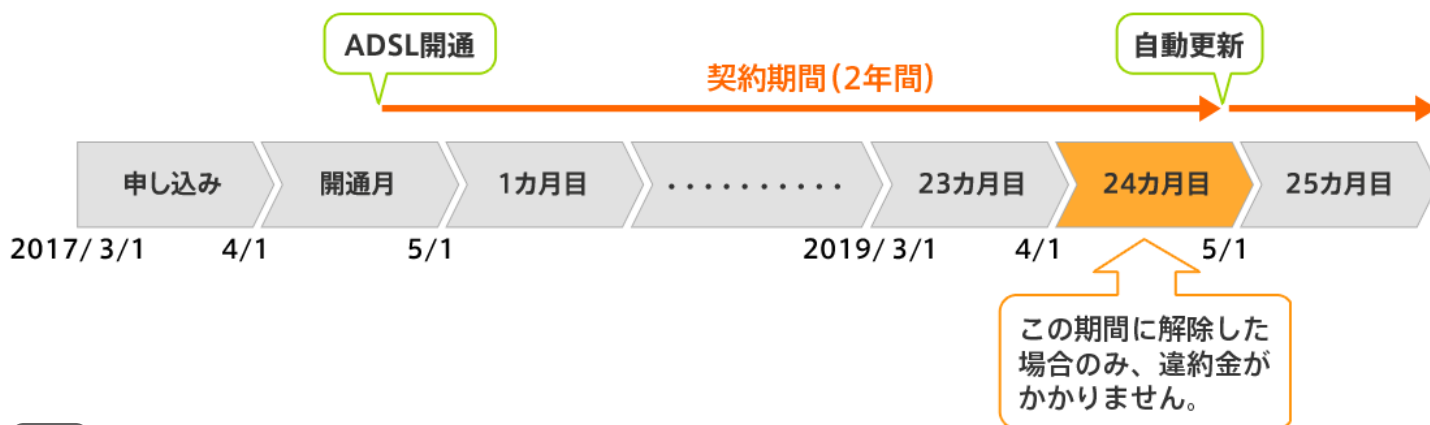 ADSL開通
自動更新
契約期間(2年間)
申し込み
開通月
1カ月目
・・・・・・・・・・
23カ月目
24カ月目
25カ月目
2017/ 3/1
4/1
5/1
2019/ 3/1
4/1
5/1
この期間に解除した
場合のみ、違約金が
かかりません。